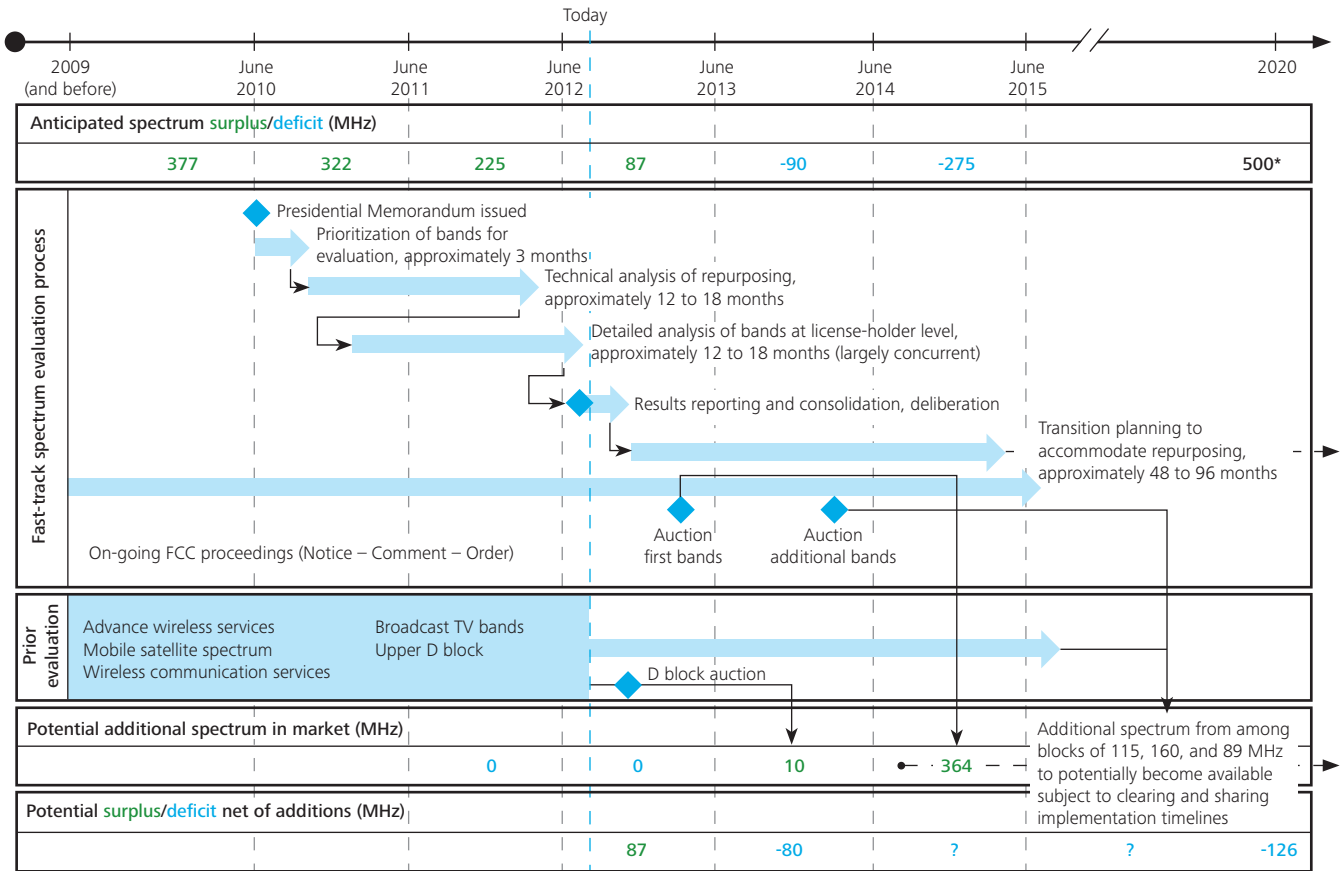 Today
2009
(and before)
June
2010
June
2011
June
2012
June
2013
June
2014
June
2015
2020
Anticipated spectrum surplus/deficit (MHz)
377 322 225 87 -90 -275 500*
Fast-track spectrum evaluation process
Presidential Memorandum issued
Prioritization of bands for
evaluation, approximately 3 months
Technical analysis of repurposing,
approximately 12 to 18 months
Detailed analysis of bands at license-holder level,
approximately 12 to 18 months (largely concurrent)
Results reporting and consolidation, deliberation
Transition planning to
accommodate repurposing,
approximately 48 to 96 months
Auction
first bands
Auction
additional bands
On-going FCC proceedings (Notice – Comment – Order)
Prior
evaluation
Advance wireless services
Mobile satellite spectrum
Wireless communication services
Broadcast TV bands
Upper D block
D block auction
Potential additional spectrum in market (MHz)
0 0 10 364
Additional spectrum from among
blocks of 115, 160, and 89 MHz
to potentially become available
subject to clearing and sharing
implementation timelines
Potential surplus/deficit net of additions (MHz)
87 -80 ? ? -126